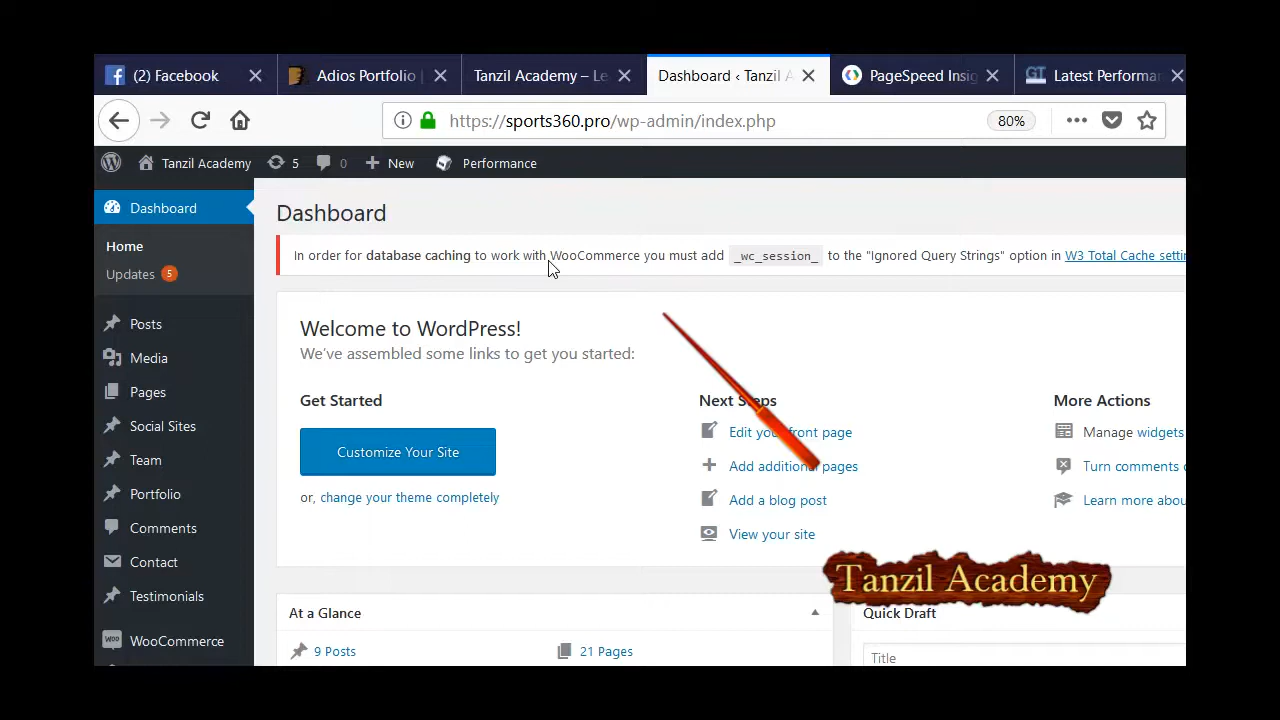 (2) Facebook
Adios Portfolio
Tanzil Academy – Le
Dashboard ‹ Tanzil A
PageSpeed Insig
GT Latest Performa
https://sports360.pro/wp-admin/index.php
80%
Tanzil Academy
5
0
New
Performance
Dashboard
Home
Updates 5
Posts
Media
Pages
Social Sites
Team
Portfolio
Comments
Contact
Testimonials
WOO WooCommerce
Dashboard
In order for database caching to work with WooCommerce you must add _wc_session_ to the "Ignored Query Strings" option in W3 Total Cache settin
Welcome to WordPress!
We've assembled some links to get you started:
Get Started
Customize Your Site
or, change your theme completely
Next Steps
Edit your front page
Add additional pages
Add a blog post
View your site
More Actions
Manage widgets
Turn comments
Learn more abou
Tanzil Academy
At a Glance
9 Posts
21 Pages
Quick Draft
Title